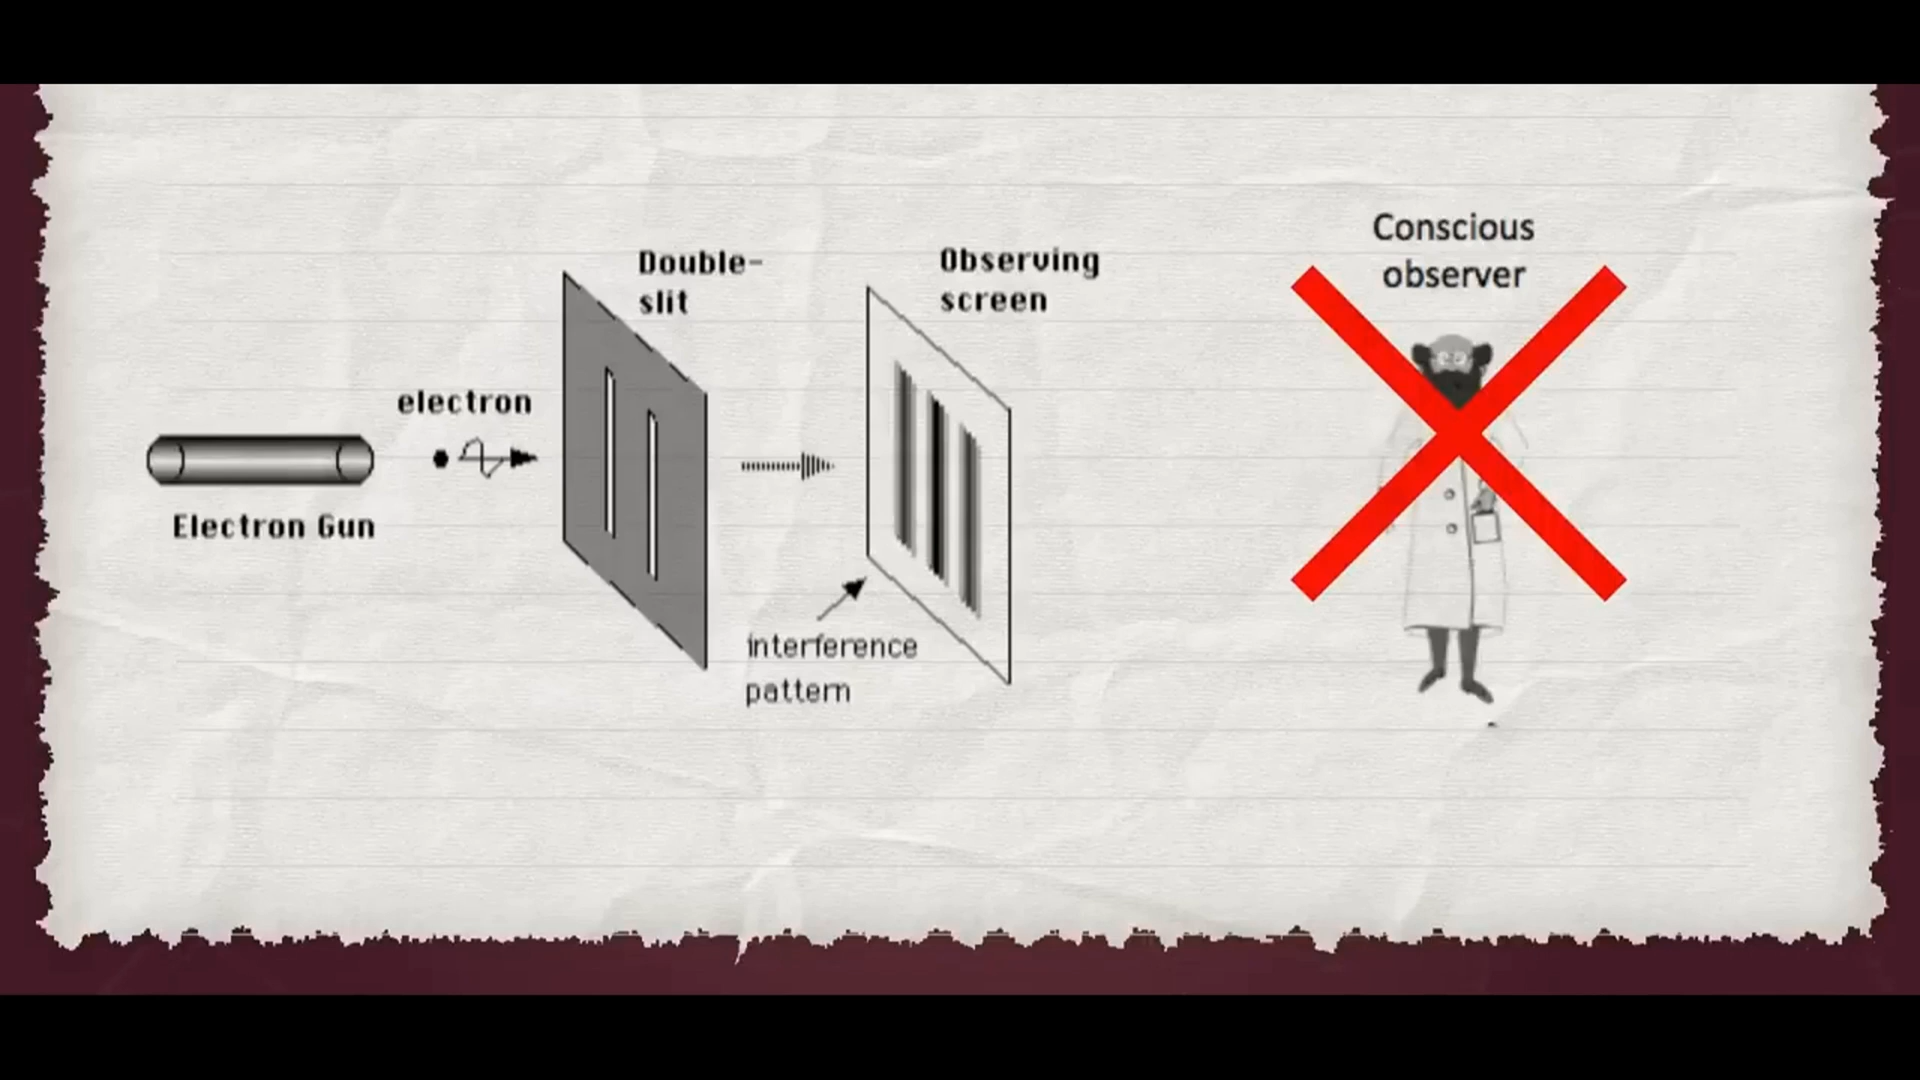 Conscious
observer
Double-
slit
Observing
screen
electron
Electron Gun
interference
pattern